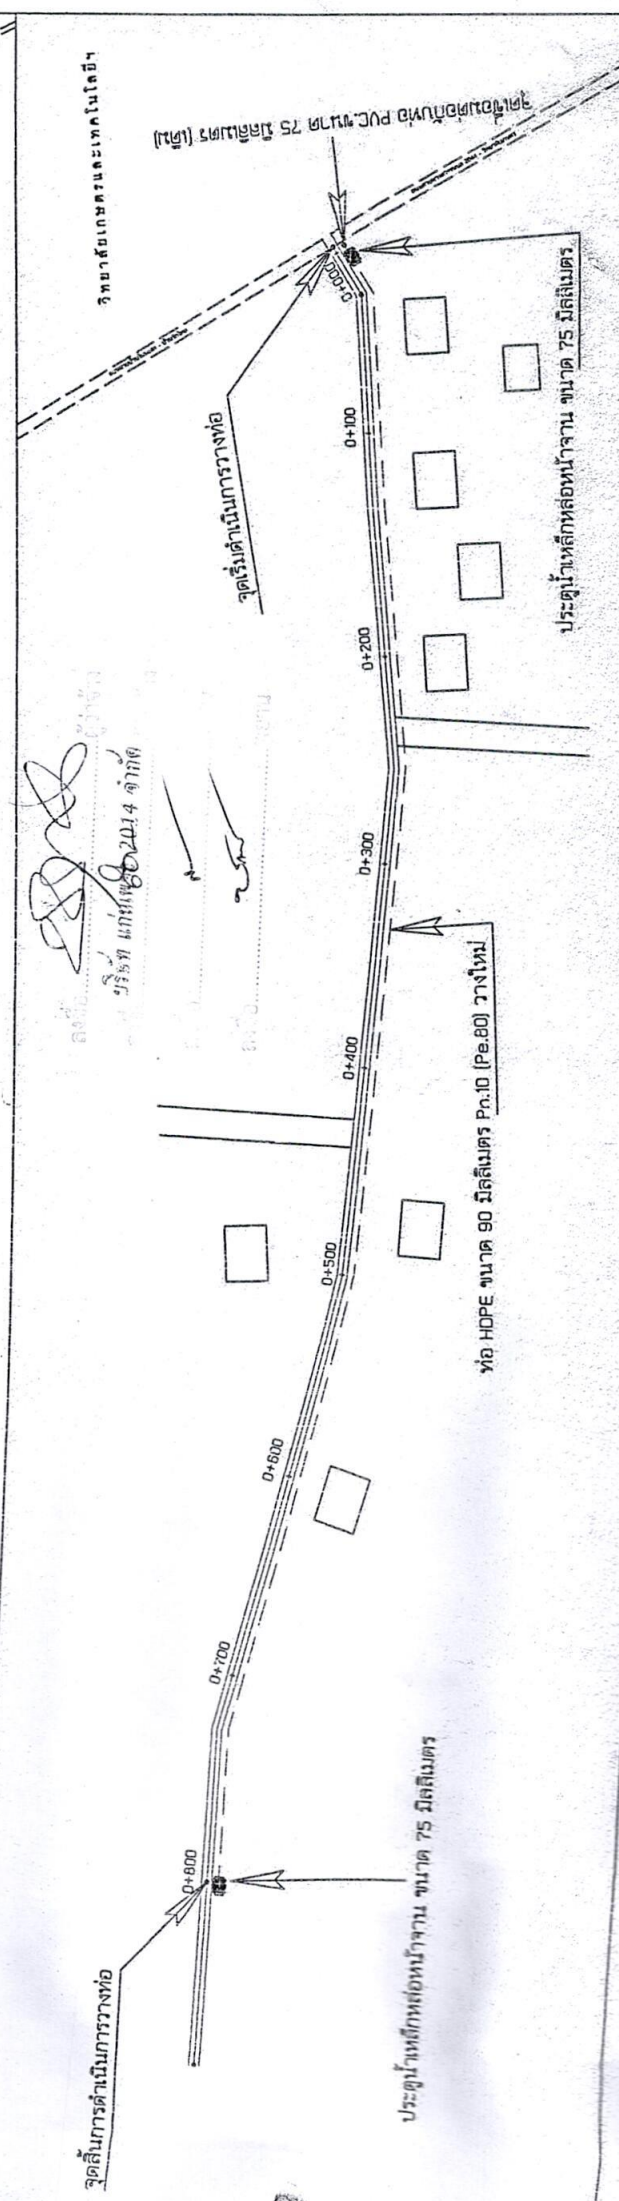 วิทยาลัยเกษตรและเทคโนโลยีฯ
จุดเชื่อมต่อกับท่อ PVC.ขนาด 75 มิลลิเมตร (เดิม)
0+000
ประตูน้ำเหล็กหล่อหน้าจาน ขนาด 75 มิลลิเมตร
จุดเริ่มดำเนินการวางท่อ
0+100
0+200
0+300
บริษัท 2014 จำกัด
0+400
ท่อ HDPE ขนาด 90 มิลลิเมตร Pn.10 (Pe.80) วางใหม่
0+500
0+600
0+700
0+800
จุดสิ้นการดำเนินการวางท่อ
ประตูน้ำเหล็กหล่อหน้าจาน ขนาด 75 มิลลิเมตร